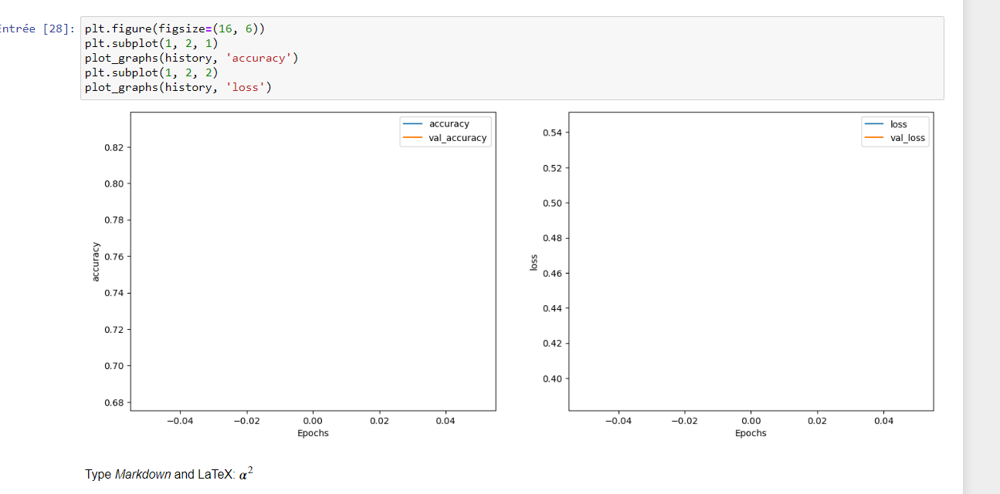 Entrée [28]:
plt.figure(figsize=(16, 6))
plt.subplot(1, 2, 1)
plot_graphs(history, 'accuracy')
plt.subplot(1, 2, 2)
plot_graphs(history, 'loss')
accuracy
val_accuracy
0.82
0.80
0.78
0.76
0.74
0.72
0.70
0.68
accuracy
−0.04 −0.02 0.00 0.02 0.04
Epochs
loss
val_loss
0.54
0.52
0.50
0.48
0.46
0.44
0.42
0.40
loss
−0.04 −0.02 0.00 0.02 0.04
Epochs
Type Markdown and LaTeX: α²